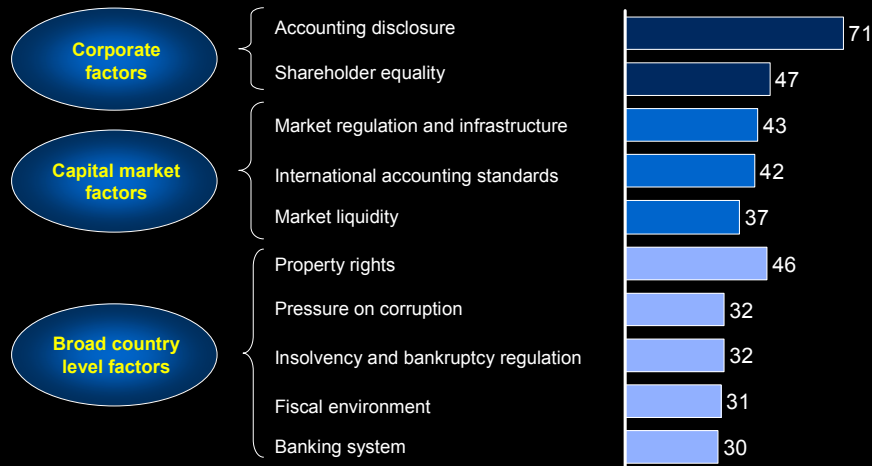 Corporate
factors
Accounting disclosure 71
Shareholder equality 47
Capital market
factors
Market regulation and infrastructure 43
International accounting standards 42
Market liquidity 37
Broad country
level factors
Property rights 46
Pressure on corruption 32
Insolvency and bankruptcy regulation 32
Fiscal environment 31
Banking system 30